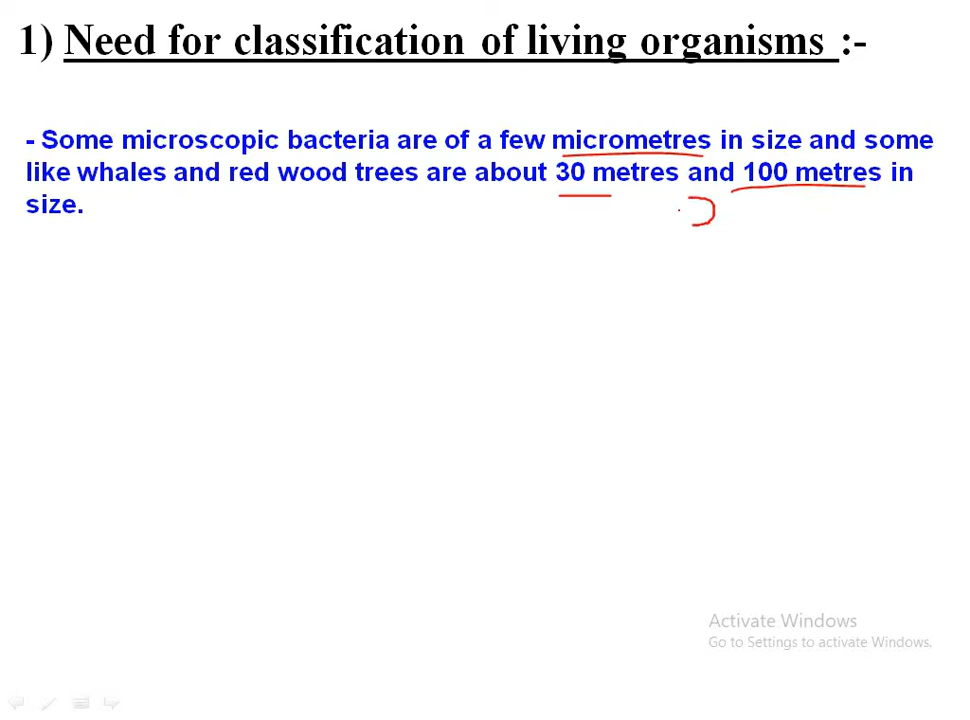 1) Need for classification of living organisms :-
- Some microscopic bacteria are of a few micrometres in size and some
like whales and red wood trees are about 30 metres and 100 metres in
size.
Activate Windows
Go to Settings to activate Windows.